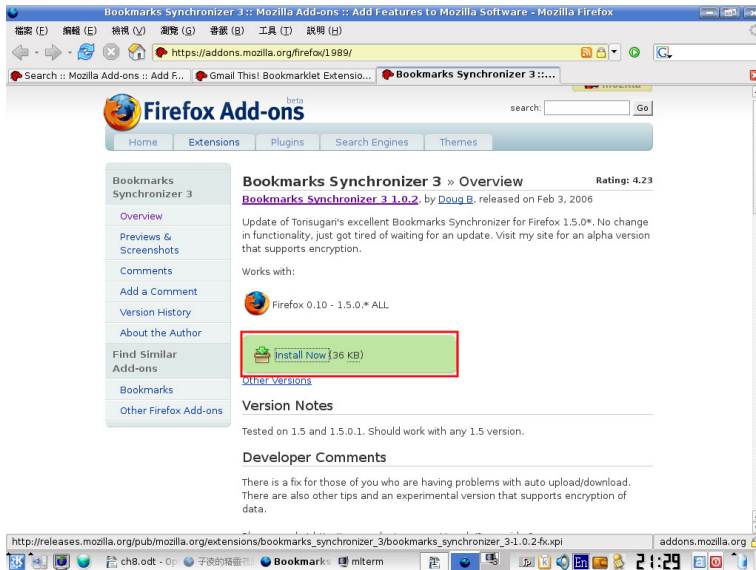 Bookmarks Synchronizer 3 :: Mozilla Add-ons :: Add Features to Mozilla Software - Mozilla Firefox
檔案 (F) 編輯 (E) 檢視 (V) 瀏覽 (G) 書籤 (B) 工具 (T) 說明 (H)
https://addons.mozilla.org/firefox/1989/
G,
Search :: Mozilla Add-ons :: Add F... Gmail This! Bookmarklet Extensio... Bookmarks Synchronizer 3 ::...
mozilla
Firefox Add-ons beta
search: Go
Home Extensions Plugins Search Engines Themes
Bookmarks Synchronizer 3
Overview
Previews & Screenshots
Comments
Add a Comment
Version History
About the Author
Find Similar Add-ons
Bookmarks
Other Firefox Add-ons
Bookmarks Synchronizer 3 » Overview Rating: 4.23
Bookmarks Synchronizer 3 1.0.2, by Doug B, released on Feb 3, 2006
Update of Torisugari's excellent Bookmarks Synchronizer for Firefox 1.5.0*. No change
in functionality, just got tired of waiting for an update. Visit my site for an alpha version
that supports encryption.
Works with:
Firefox 0.10 - 1.5.0.* ALL
Install Now (36 KB)
Other Versions
Version Notes
Tested on 1.5 and 1.5.0.1. Should work with any 1.5 version.
Developer Comments
There is a fix for those of you who are having problems with auto upload/download.
There are also other tips and an experimental version that supports encryption of
data.
http://releases.mozilla.org/pub/mozilla.org/extensions/bookmarks_synchronizer_3/bookmarks_synchronizer_3-1.0.2-fx.xpi addons.mozilla.org
ch8.odt - Op 子凌的精靈 Bookmark mlterm 酷 En 21:29